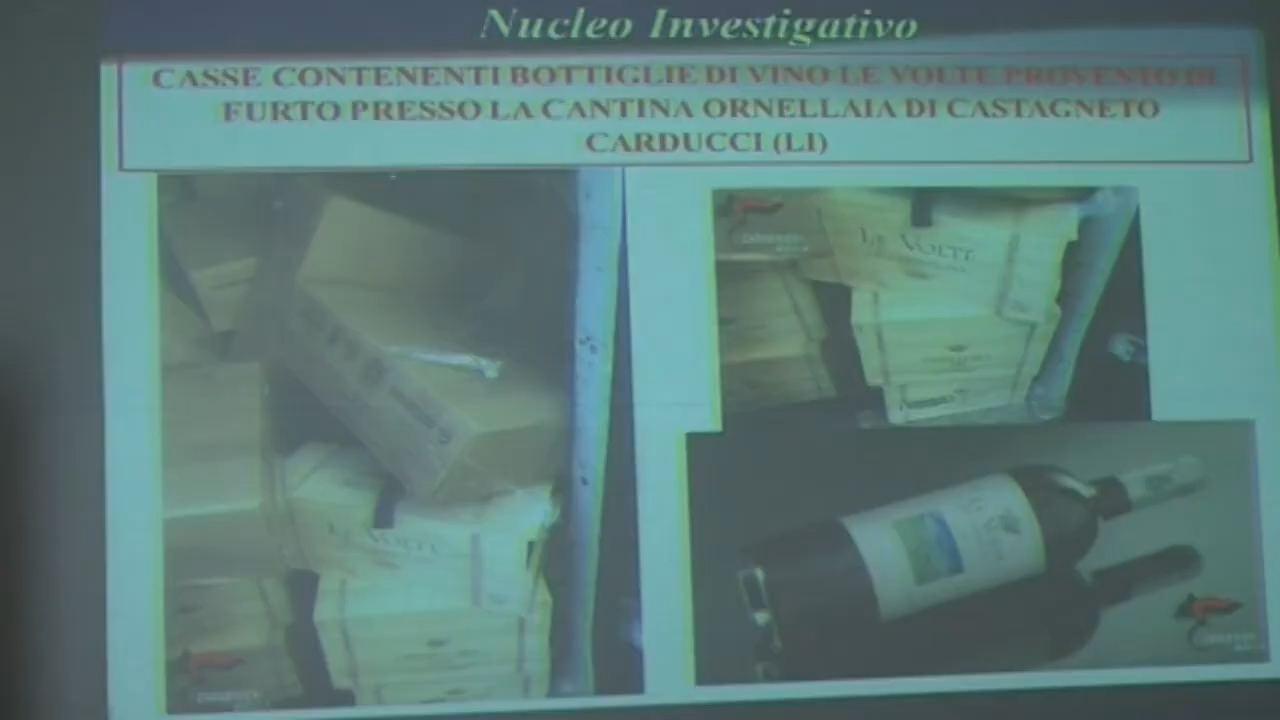 Nucleo Investigativo
CASSE CONTENENTI BOTTIGLIE DI VINO LE VOLTE PROVENTO DI
FURTO PRESSO LA CANTINA ORNELLAIA DI CASTAGNETO
CARDUCCI (LI)
LE VOLTE
LE VOLTE